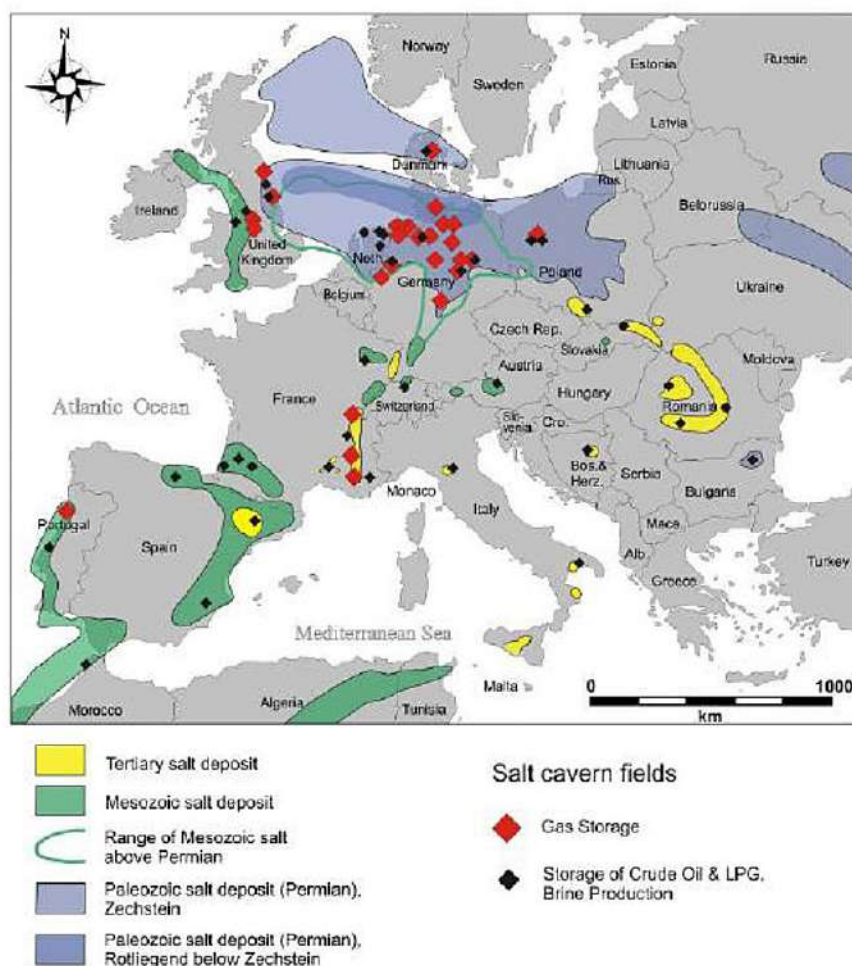 Norway
Sweden
Estonia
Russia
Latvia
Denmark
Lithuania
Rus.
Belorussia
Ireland
United
Kingdom
Neth.
Germany
Poland
Belgium
Ukraine
Czech Rep.
Slovakia
Moldova
Austria
France
Switzerland
Hungary
Romania
Atlantic Ocean
Slo-
venia
Cro.
Bos.&
Herz.
Serbia
Monaco
Italy
Bulgaria
Portugal
Spain
Mace.
Alb.
Greece
Turkey
Mediterranean Sea
Malta
0
1000
km
Morocco
Algeria
Tunisia
Tertiary salt deposit
Mesozoic salt deposit
Range of Mesozoic salt
above Permian
Paleozoic salt deposit (Permian),
Zechstein
Paleozoic salt deposit (Permian),
Rotliegend below Zechstein
Salt cavern fields
Gas Storage
Storage of Crude Oil & LPG,
Brine Production